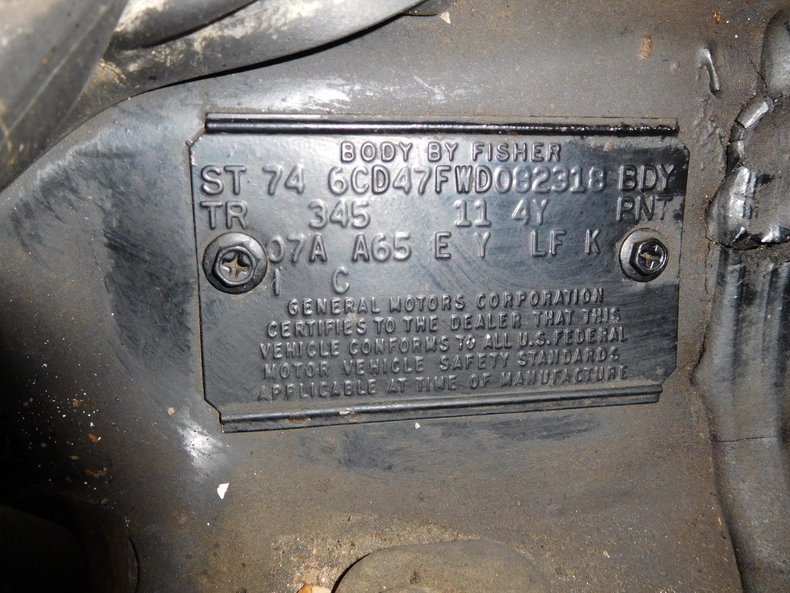 BODY BY FISHER
ST 74 6CD47FWD082318 BDY
TR 345 11 4Y PNT
07A A65 E Y LF K
1 C
GENERAL MOTORS CORPORATION
CERTIFIES TO THE DEALER THAT THIS
VEHICLE CONFORMS TO ALL U.S. FEDERAL
MOTOR VEHICLE SAFETY STANDARDS
APPLICABLE AT TIME OF MANUFACTURE